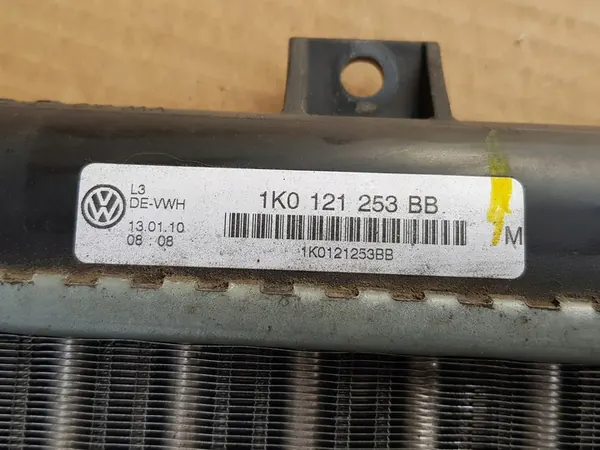 L3
DE-VWH
13.01.10
08:08
1K0 121 253 BB
1K0121253BB
M